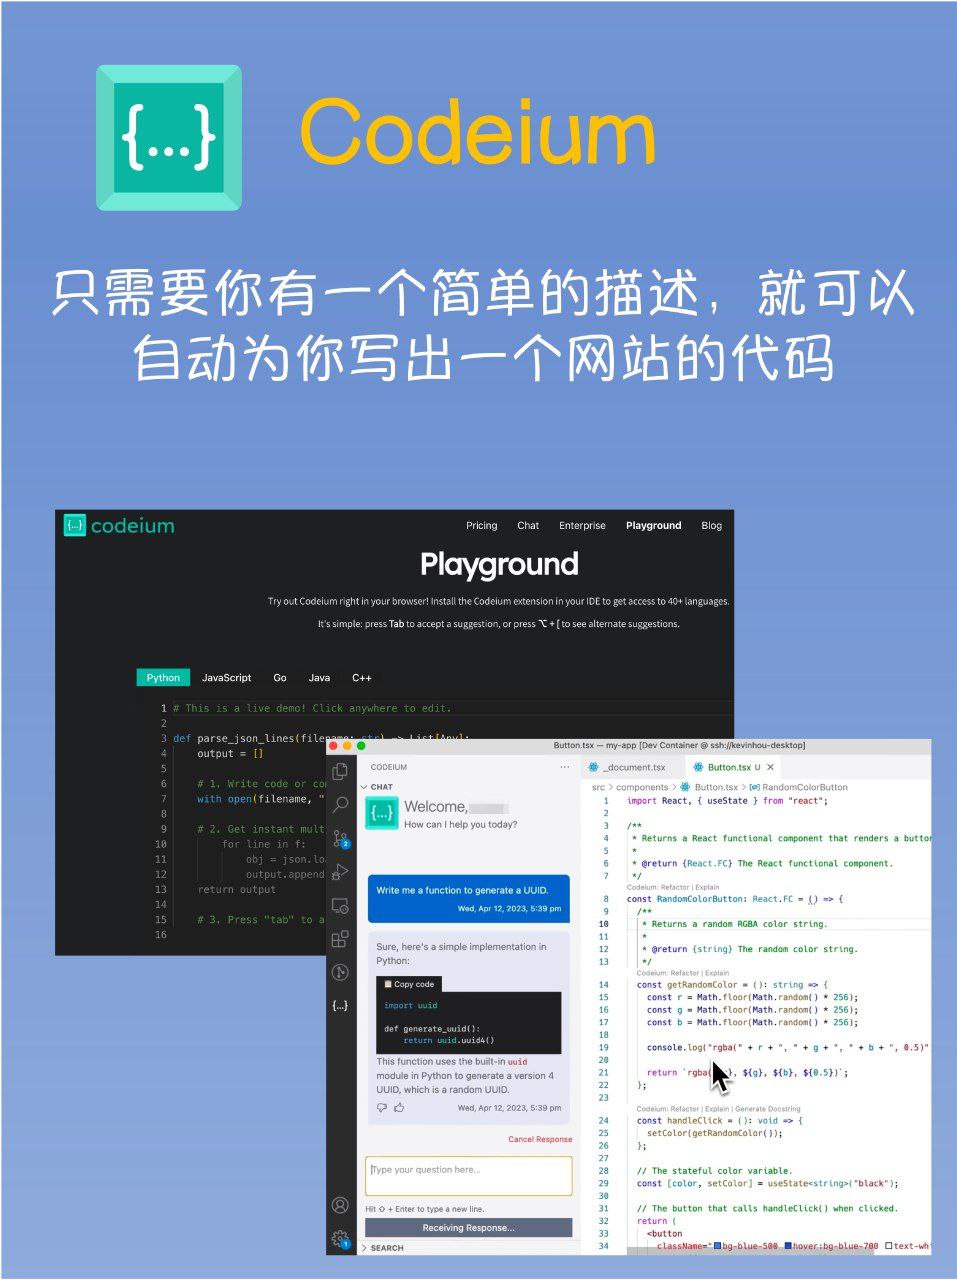 {...} Codeium
只需要你有一个简单的描述，就可以
自动为你写出一个网站的代码
{...} codeium
Pricing Chat Enterprise Playground Blog
Playground
Try out Codeium right in your browser! Install the Codeium extension in your IDE to get access to 40+ languages.
It's simple: press Tab to accept a suggestion, or press ⌥ + [ to see alternate suggestions.
Python JavaScript Go Java C++
1 # This is a live demo! Click anywhere to edit.
2
3 def parse_json_lines(filename: str) -> List[Any]:
4 output = []
5
6 # 1. Write code or co
7 with open(filename, "
8
9 # 2. Get instant mult
10 for line in f:
11 obj = json.loa
12 output.append
13 return output
14
15 # 3. Press "tab" to a
16
Button.tsx — my-app [Dev Container @ ssh://kevinhou-desktop]
CODEIUM ...
CHAT
{...}
Welcome,
How can I help you today?
Write me a function to generate a UUID.
Wed, Apr 12, 2023, 5:39 pm
Sure, here's a simple implementation in
Python:
Copy code
import uuid
def generate_uuid():
return uuid.uuid4()
This function uses the built-in uuid
module in Python to generate a version 4
UUID, which is a random UUID.
Wed, Apr 12, 2023, 5:39 pm
Cancel Response
Type your question here...
Hit ⇧ + Enter to type a new line.
Receiving Response...
SEARCH
2
{...}
1
_document.tsx Button.tsx U ×
src > components > Button.tsx > RandomColorButton
1 import React, { useState } from "react";
2
3 /**
4 * Returns a React functional component that renders a button
5 *
6 * @return {React.FC} The React functional component.
7 */
Codeium: Refactor | Explain
8 const RandomColorButton: React.FC = () => {
9 /**
10 * Returns a random RGBA color string.
11 *
12 * @return {string} The random color string.
13 */
Codeium: Refactor | Explain
14 const getRandomColor = (): string => {
15 const r = Math.floor(Math.random() * 256);
16 const g = Math.floor(Math.random() * 256);
17 const b = Math.floor(Math.random() * 256);
18
19 console.log("rgba(" + r + ", " + g + ", " + b + ", 0.5)"
20
21 return `rgba( }, ${g}, ${b}, ${0.5})`;
22 };
23
Codeium: Refactor | Explain | Generate Docstring
24 const handleClick = (): void => {
25 setColor(getRandomColor());
26 };
27
28 // The stateful color variable.
29 const [color, setColor] = useState<string>("black");
30
31 // The button that calls handleClick() when clicked.
32 return (
33 <button
34 className="bg-blue-500 hover:bg-blue-700 text-wh